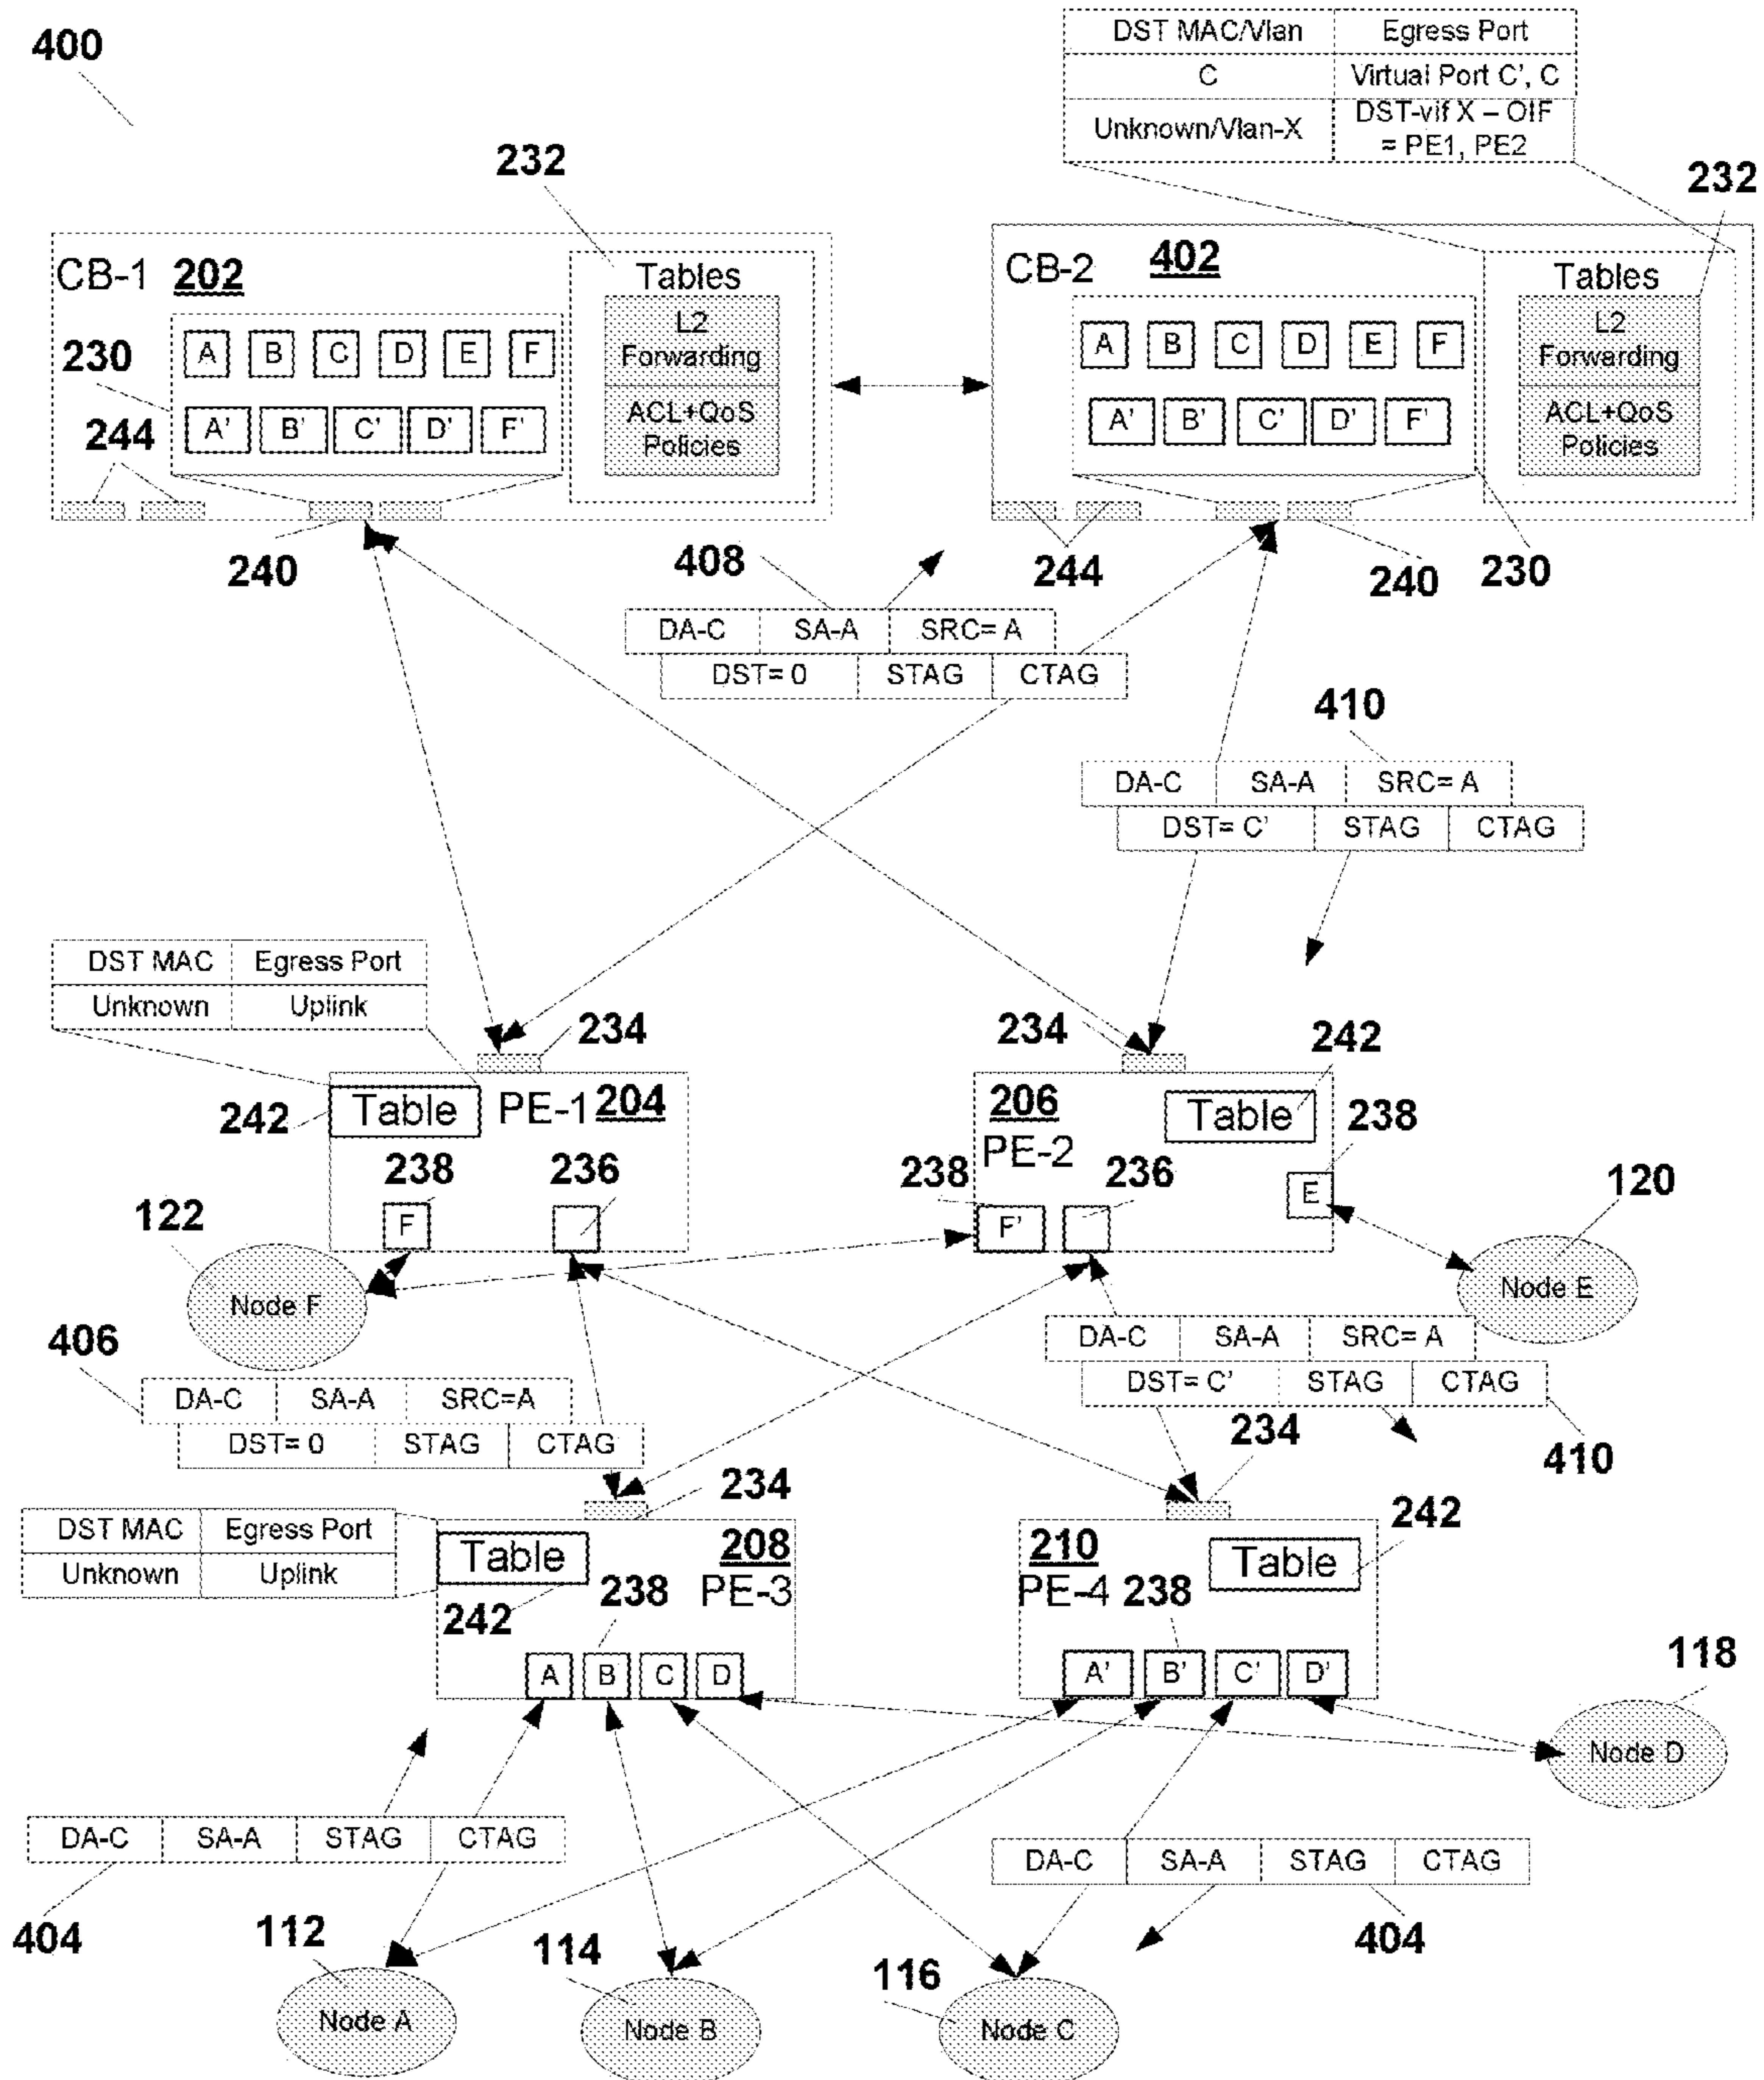 400
DST MAC/Vlan Egress Port
C Virtual Port C', C
Unknown/Vlan-X DST-vif X – OIF
= PE1, PE2
232
232
CB-1 202
Tables
L2
Forwarding
ACL+QoS
Policies
230
A B C D E F
A' B' C' D' F'
244
240
CB-2 402
Tables
L2
Forwarding
ACL+QoS
Policies
A B C D E F
A' B' C' D' F'
244
240
230
408
DA-C SA-A SRC= A
DST= 0 STAG CTAG
410
DA-C SA-A SRC= A
DST= C' STAG CTAG
DST MAC Egress Port
Unknown Uplink
234
234
242
242
Table PE-1 204
206
PE-2
Table
238
238 236
238 236
F
F'
E
122
120
Node F
Node E
406
DA-C SA-A SRC=A
DST= 0 STAG CTAG
DA-C SA-A SRC= A
DST= C' STAG CTAG
234
410
234
DST MAC Egress Port
Unknown Uplink
Table 208
PE-3
238
242
A B C D
210
PE-4 238
Table
242
A' B' C' D'
118
Node D
DA-C SA-A STAG CTAG
404
DA-C SA-A STAG CTAG
404
112
114
116
Node A
Node B
Node C